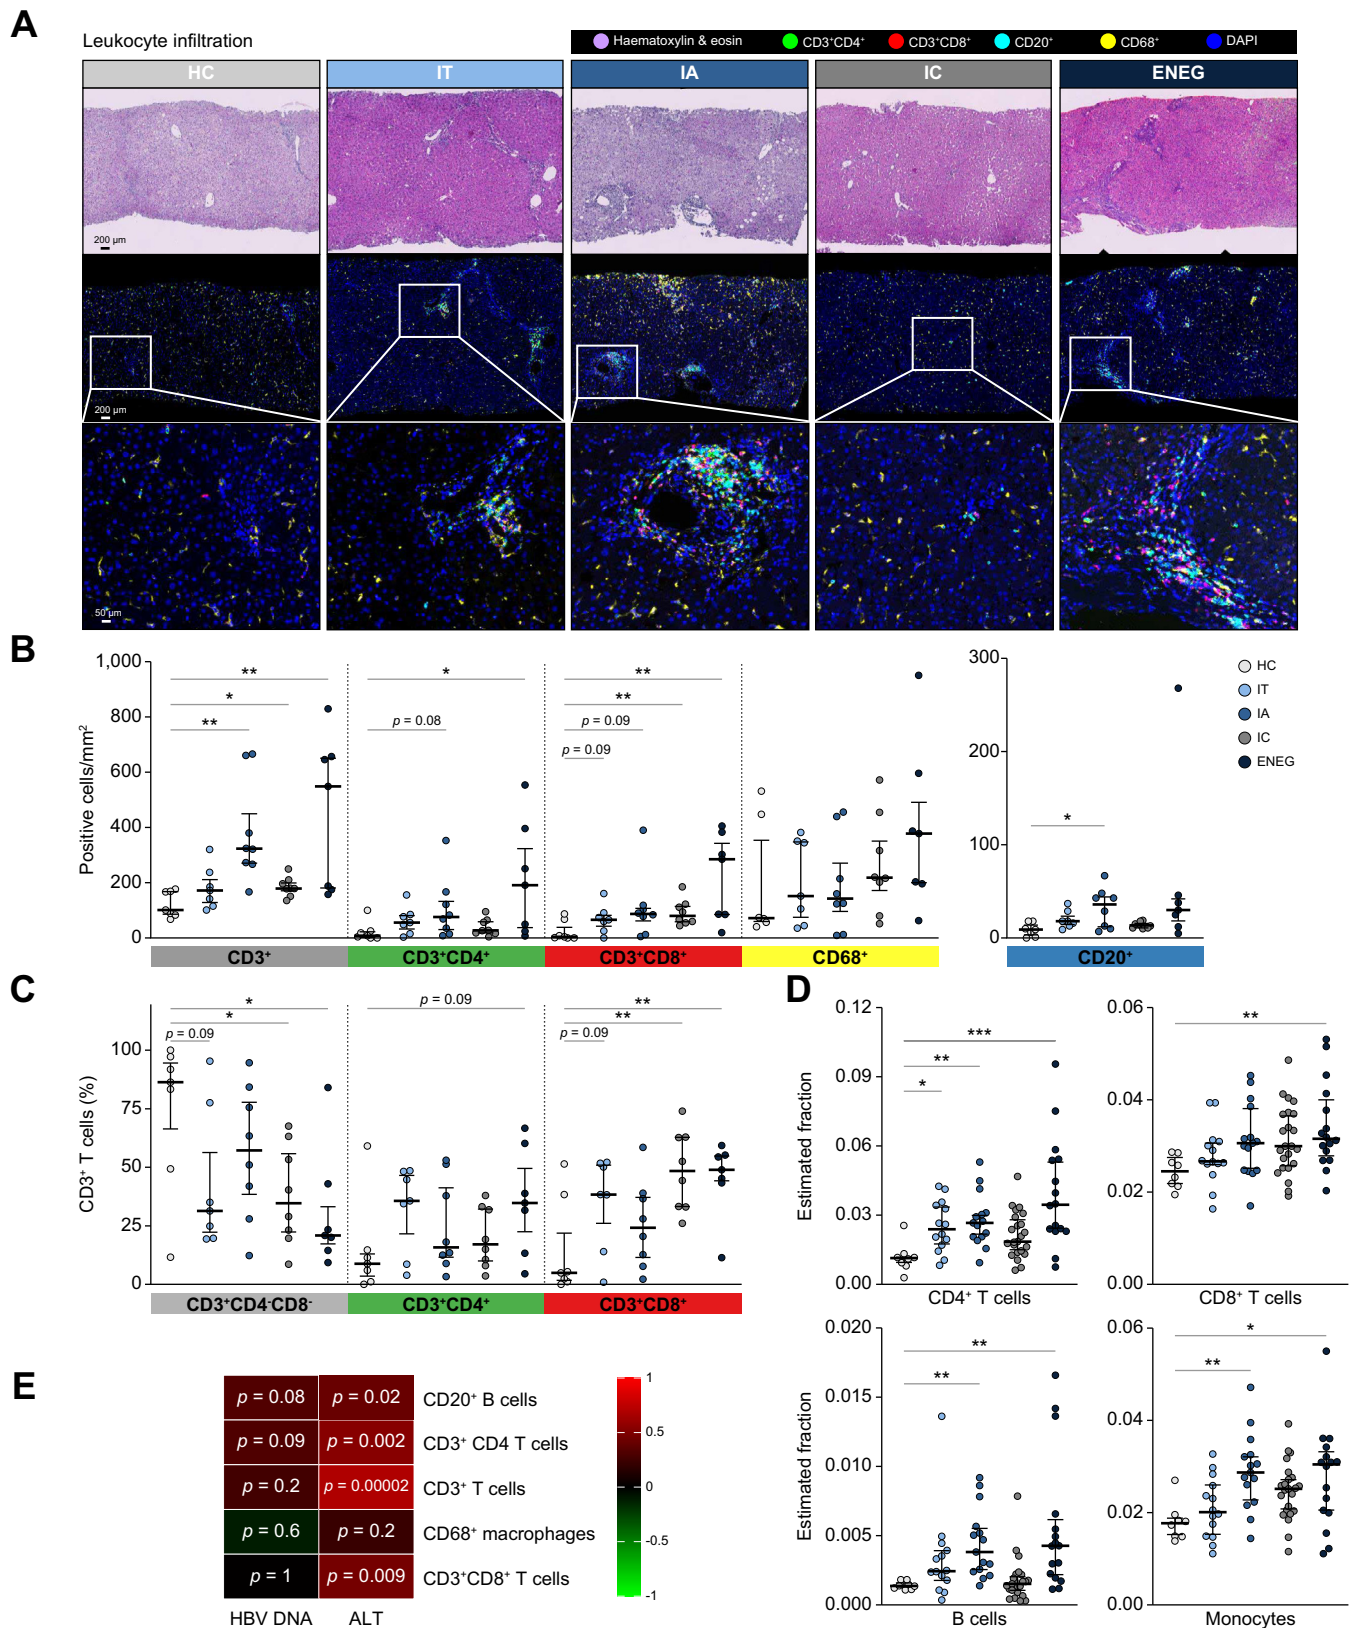 A
Leukocyte infiltration
Haematoxylin & eosin CD3⁺CD4⁺ CD3⁺CD8⁺ CD20⁺ CD68⁺ DAPI
HC IT IA IC ENEG
200 µm
200 µm
50 µm
B
Positive cells/mm²
1,000
800
600
400
200
0
** * ** * p = 0.08 ** ** p = 0.09 p = 0.09
CD3⁺ CD3⁺CD4⁺ CD3⁺CD8⁺ CD68⁺
300
200
100
0
*
CD20⁺
HC
IT
IA
IC
ENEG
C
CD3⁺ T cells (%)
100
75
50
25
0
* * p = 0.09 p = 0.09 ** ** p = 0.09
CD3⁺CD4⁻CD8⁻ CD3⁺CD4⁺ CD3⁺CD8⁺
D
Estimated fraction
0.12
0.09
0.06
0.03
0.00
***
**
*
CD4⁺ T cells
0.06
0.04
0.02
0.00
**
CD8⁺ T cells
Estimated fraction
0.020
0.015
0.010
0.005
0.000
**
**
B cells
0.06
0.04
0.02
0.00
*
**
Monocytes
E
p = 0.08 p = 0.02 CD20⁺ B cells
p = 0.09 p = 0.002 CD3⁺ CD4 T cells
p = 0.2 p = 0.00002 CD3⁺ T cells
p = 0.6 p = 0.2 CD68⁺ macrophages
p = 1 p = 0.009 CD3⁺CD8⁺ T cells
HBV DNA ALT
1
0.5
0
-0.5
-1